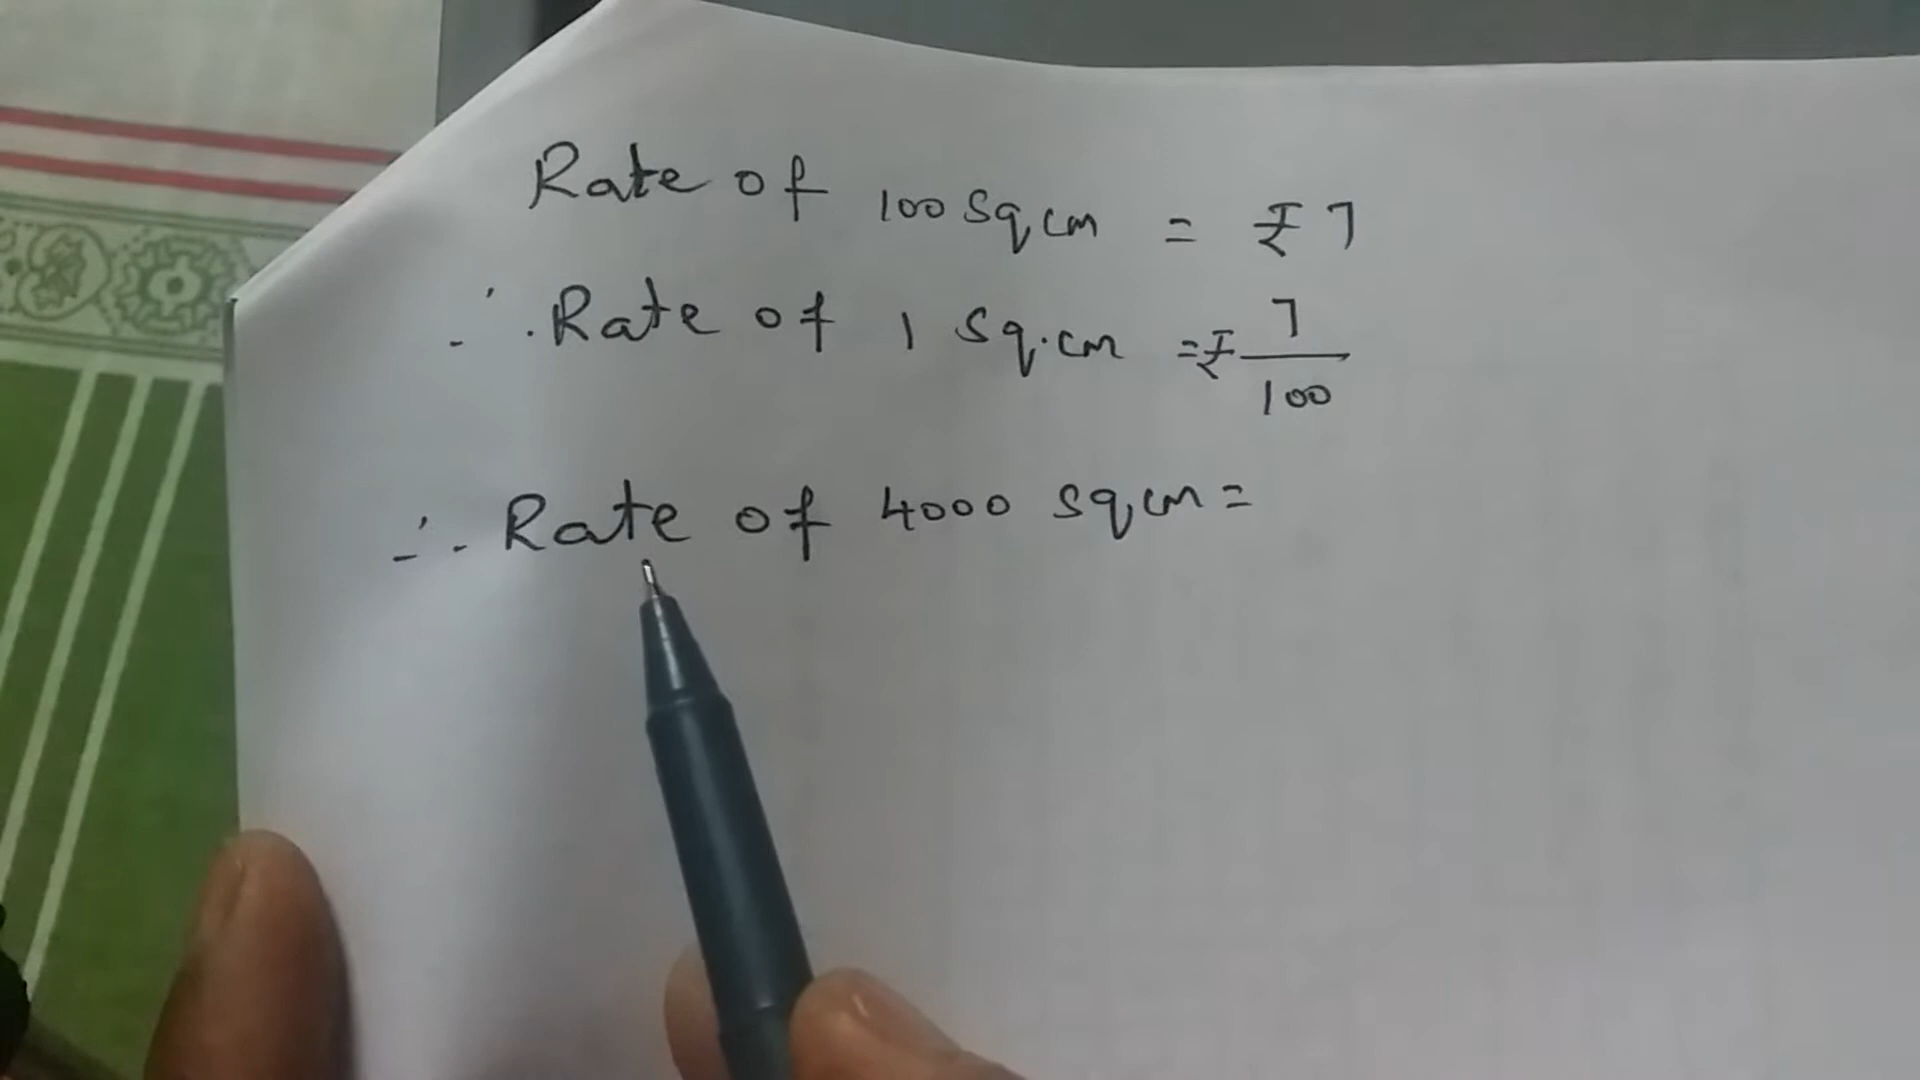 Rate of 100 sq cm = ₹7
∴ Rate of 1 sq.cm = ₹ 7/100
∴ Rate of 4000 sq cm =